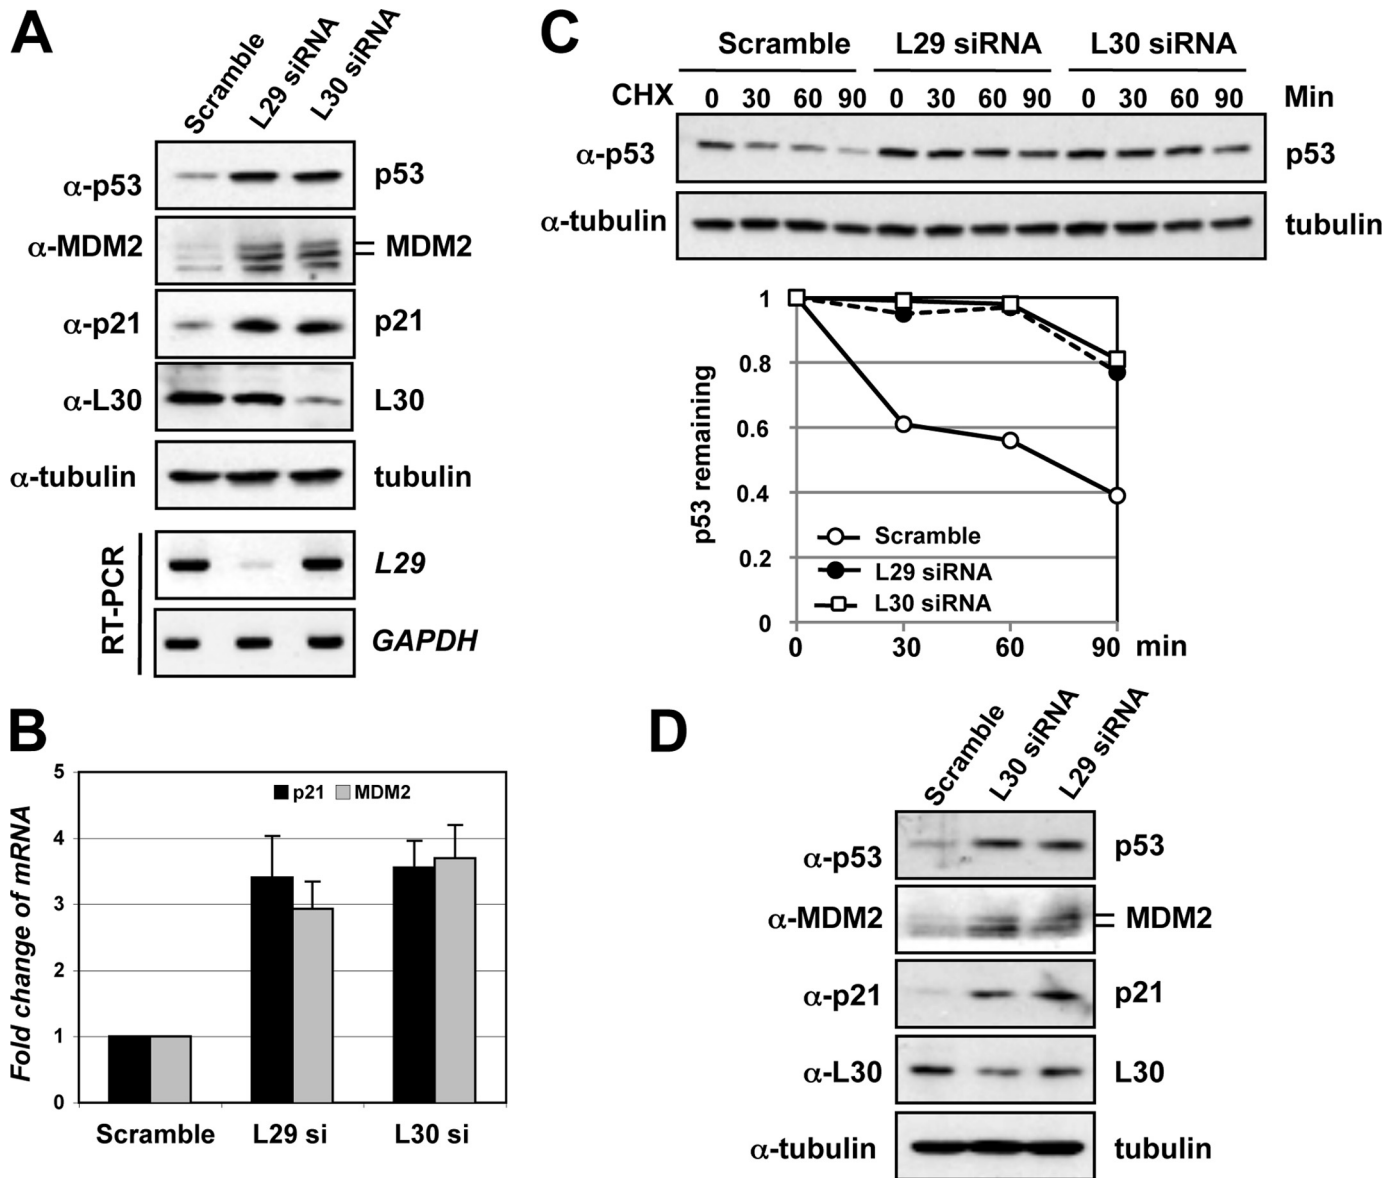 A
Scramble
L29 siRNA
L30 siRNA
α-p53 p53
α-MDM2 MDM2
α-p21 p21
α-L30 L30
α-tubulin tubulin
RT-PCR
L29
GAPDH
B
Fold change of mRNA
5
4
3
2
1
0
p21 MDM2
Scramble L29 si L30 si
C
Scramble L29 siRNA L30 siRNA
CHX 0 30 60 90 0 30 60 90 0 30 60 90 Min
α-p53 p53
α-tubulin tubulin
p53 remaining
1
0.8
0.6
0.4
0.2
0
Scramble
L29 siRNA
L30 siRNA
0 30 60 90 min
D
Scramble
L30 siRNA
L29 siRNA
α-p53 p53
α-MDM2 MDM2
α-p21 p21
α-L30 L30
α-tubulin tubulin